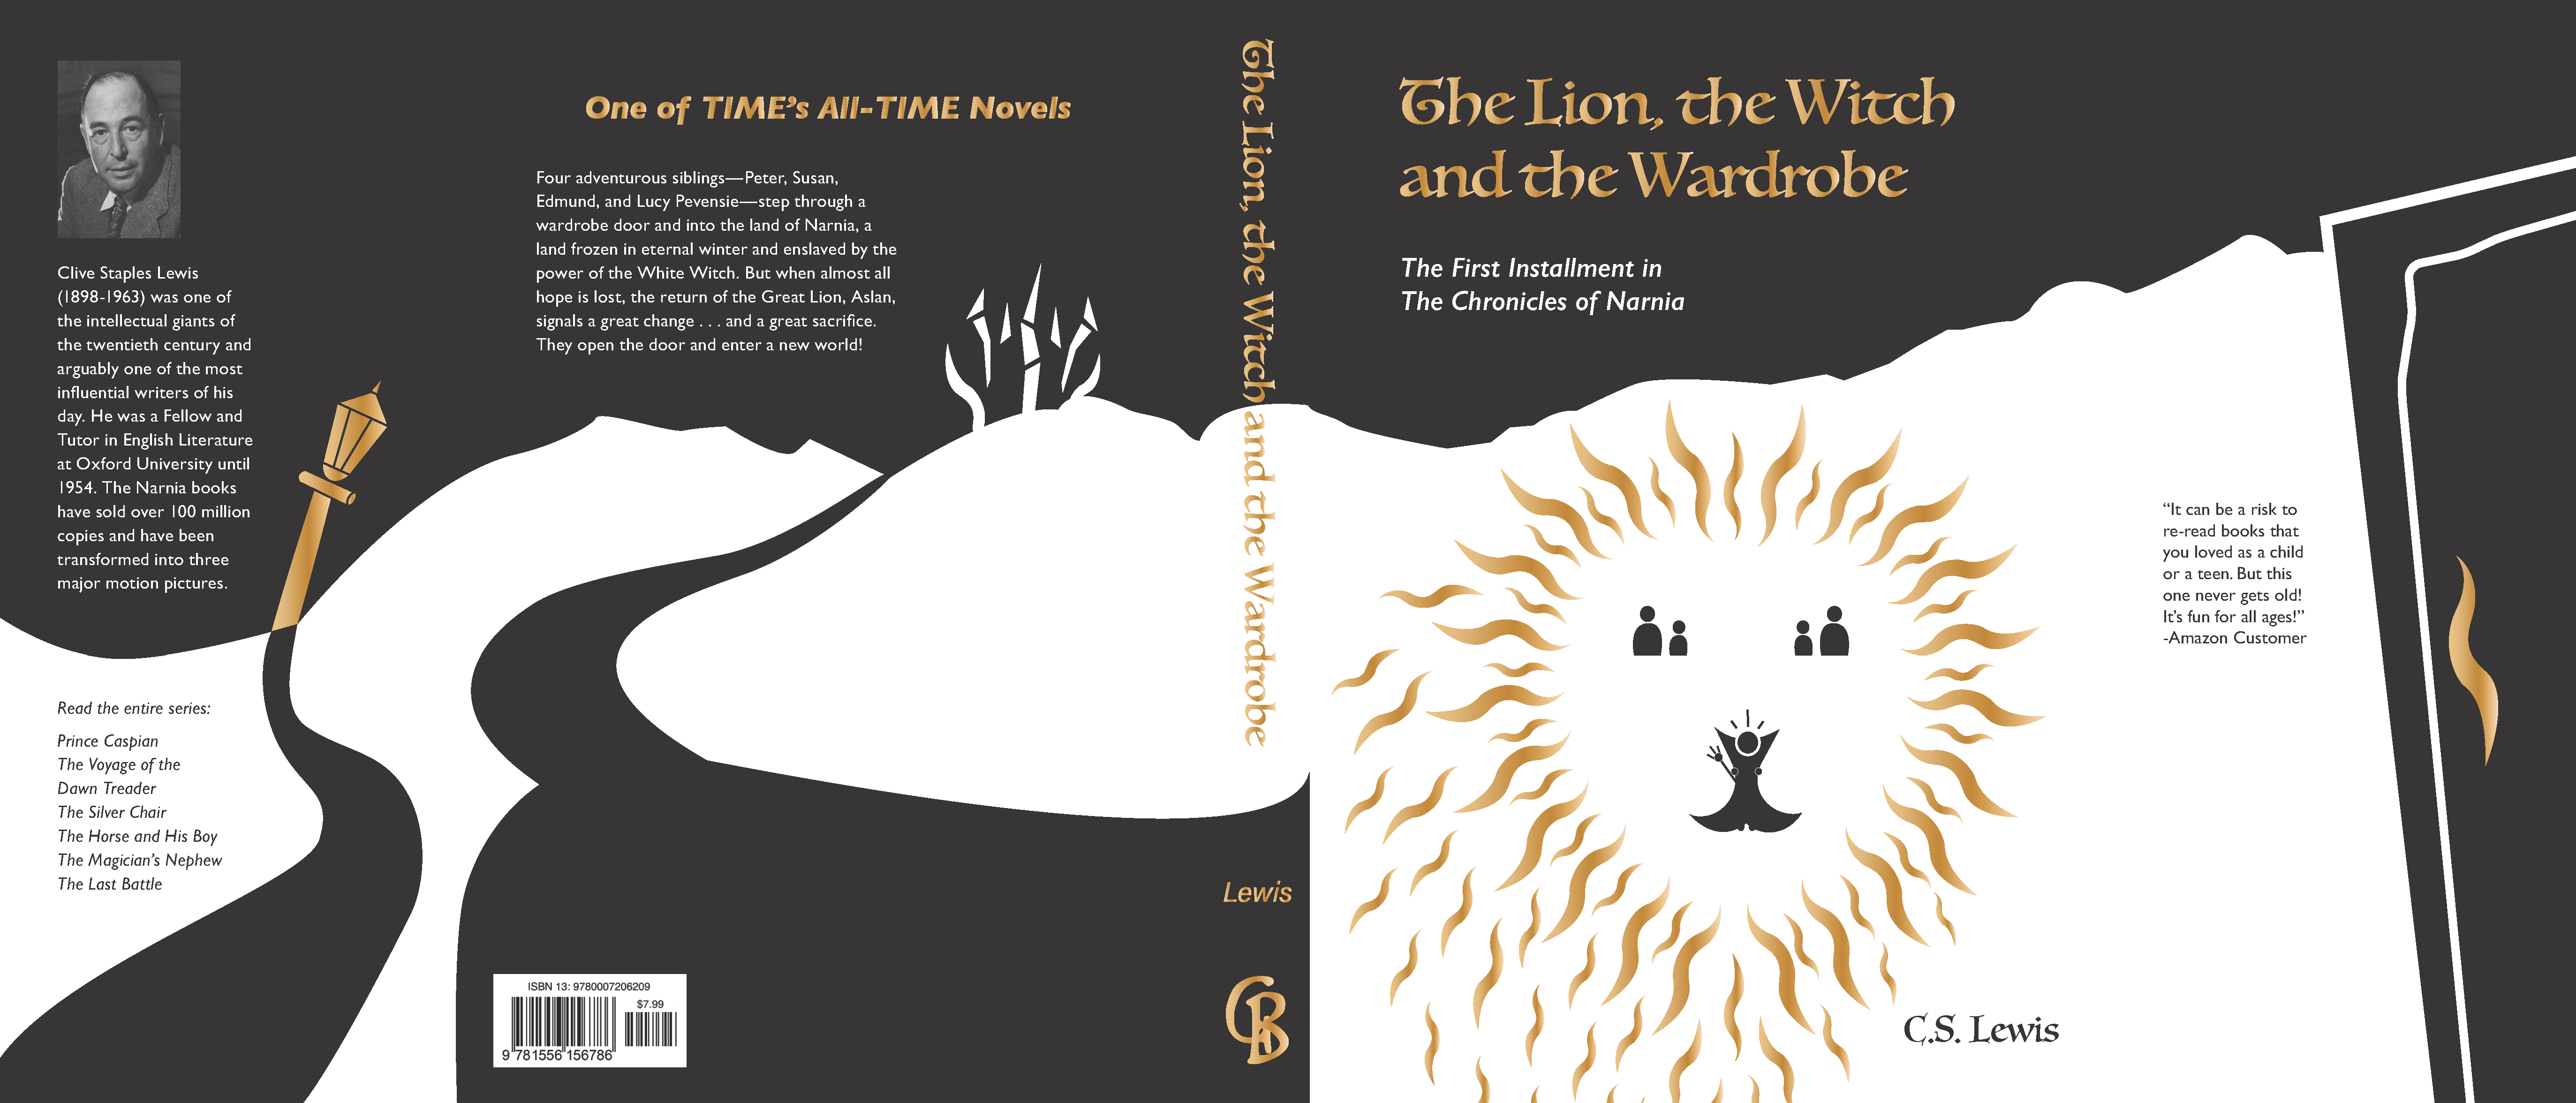 Clive Staples Lewis
(1898-1963) was one of
the intellectual giants of
the twentieth century and
arguably one of the most
influential writers of his
day. He was a Fellow and
Tutor in English Literature
at Oxford University until
1954. The Narnia books
have sold over 100 million
copies and have been
transformed into three
major motion pictures.
Read the entire series:
Prince Caspian
The Voyage of the
Dawn Treader
The Silver Chair
The Horse and His Boy
The Magician's Nephew
The Last Battle
One of TIME's All-TIME Novels
Four adventurous siblings—Peter, Susan,
Edmund, and Lucy Pevensie—step through a
wardrobe door and into the land of Narnia, a
land frozen in eternal winter and enslaved by the
power of the White Witch. But when almost all
hope is lost, the return of the Great Lion, Aslan,
signals a great change . . . and a great sacrifice.
They open the door and enter a new world!
ISBN 13: 9780007206209
$7.99
9 781556 156786
The Lion, the Witch and the Wardrobe
Lewis
The Lion, the Witch
and the Wardrobe
The First Installment in
The Chronicles of Narnia
C.S. Lewis
“It can be a risk to
re-read books that
you loved as a child
or a teen. But this
one never gets old!
It's fun for all ages!”
-Amazon Customer